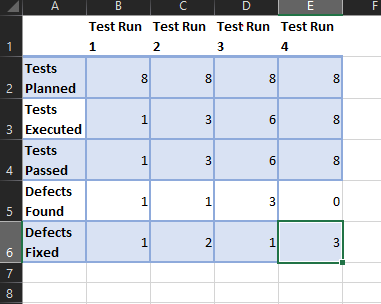 A B C D E F
Test Run Test Run Test Run Test Run
1 1 2 3 4
Tests
2 Planned 8 8 8 8
Tests
3 Executed 1 3 6 8
Tests
4 Passed 1 3 6 8
Defects
5 Found 1 1 3 0
Defects
6 Fixed 1 2 1 3
7
8